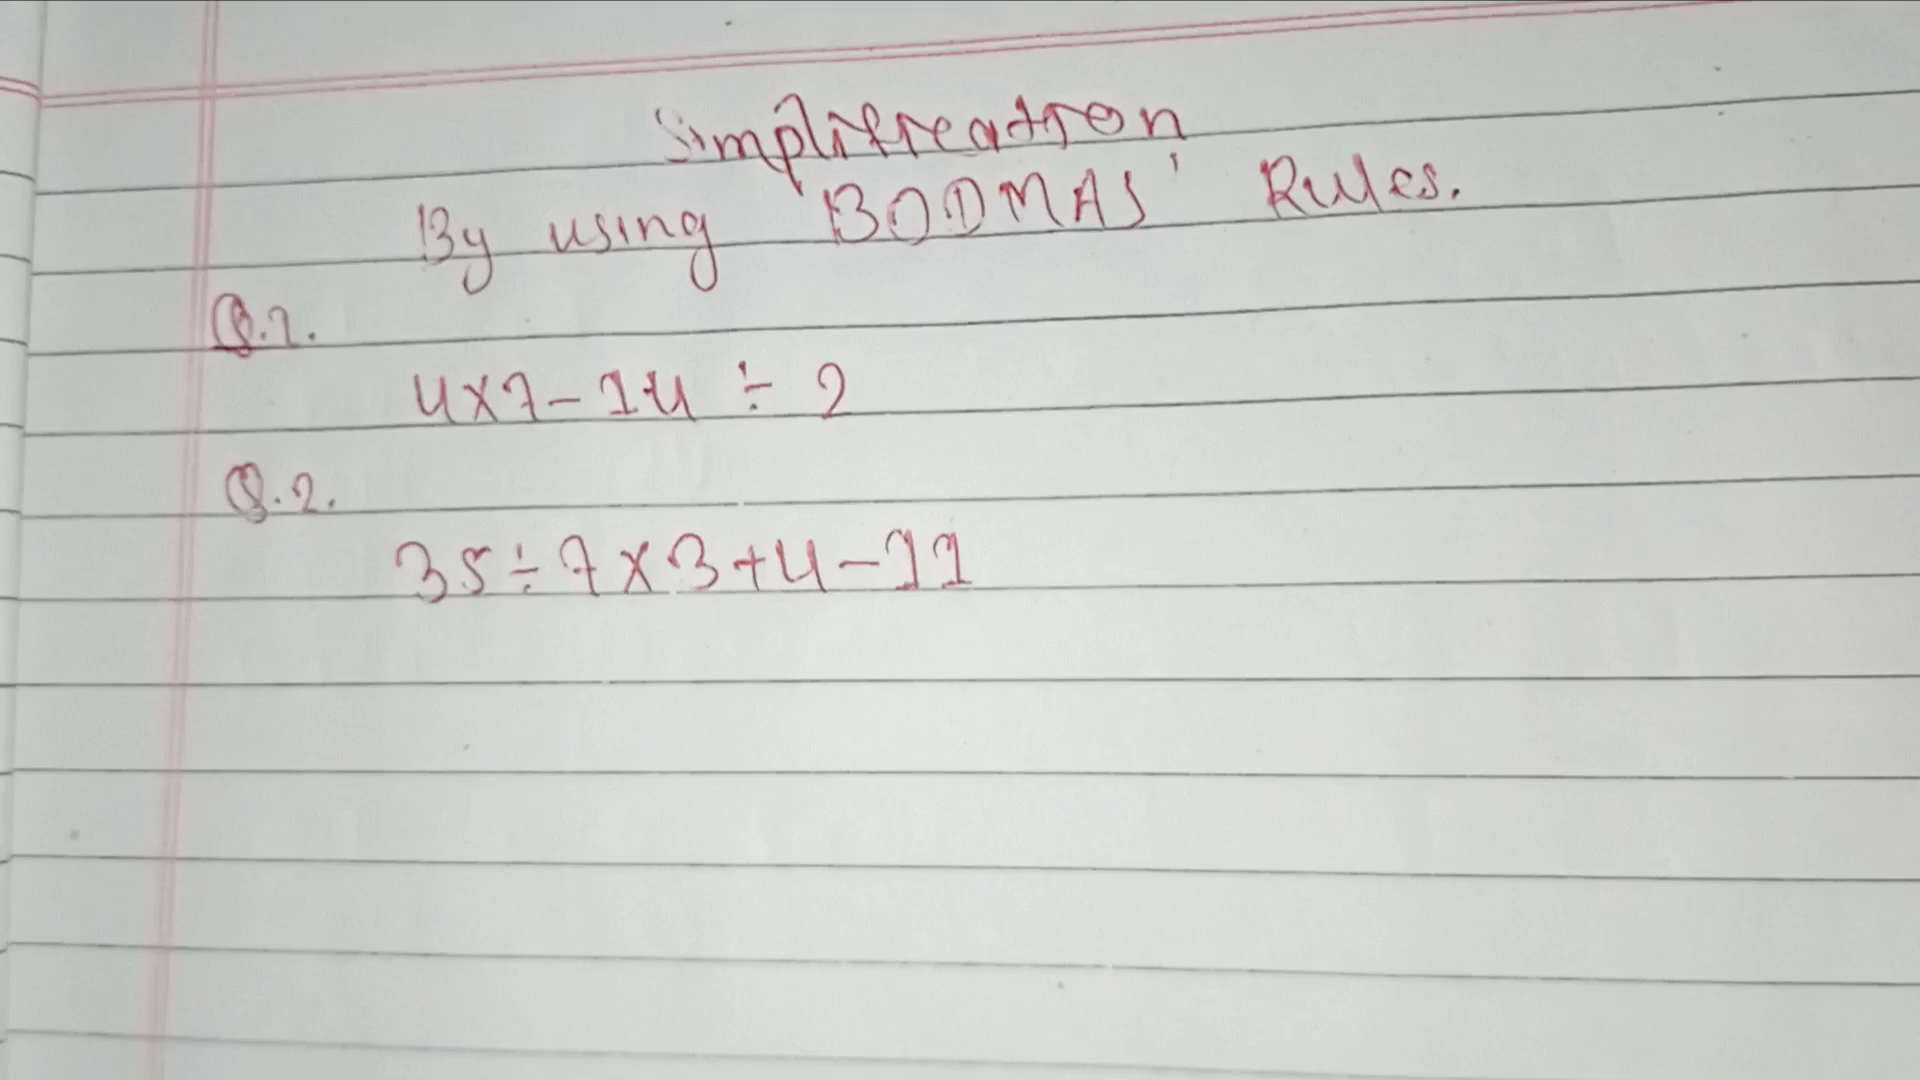 Simplification
By using 'BODMAS' Rules.
Q.1.
4×7-14÷2
Q.2.
35÷7×3+4-11